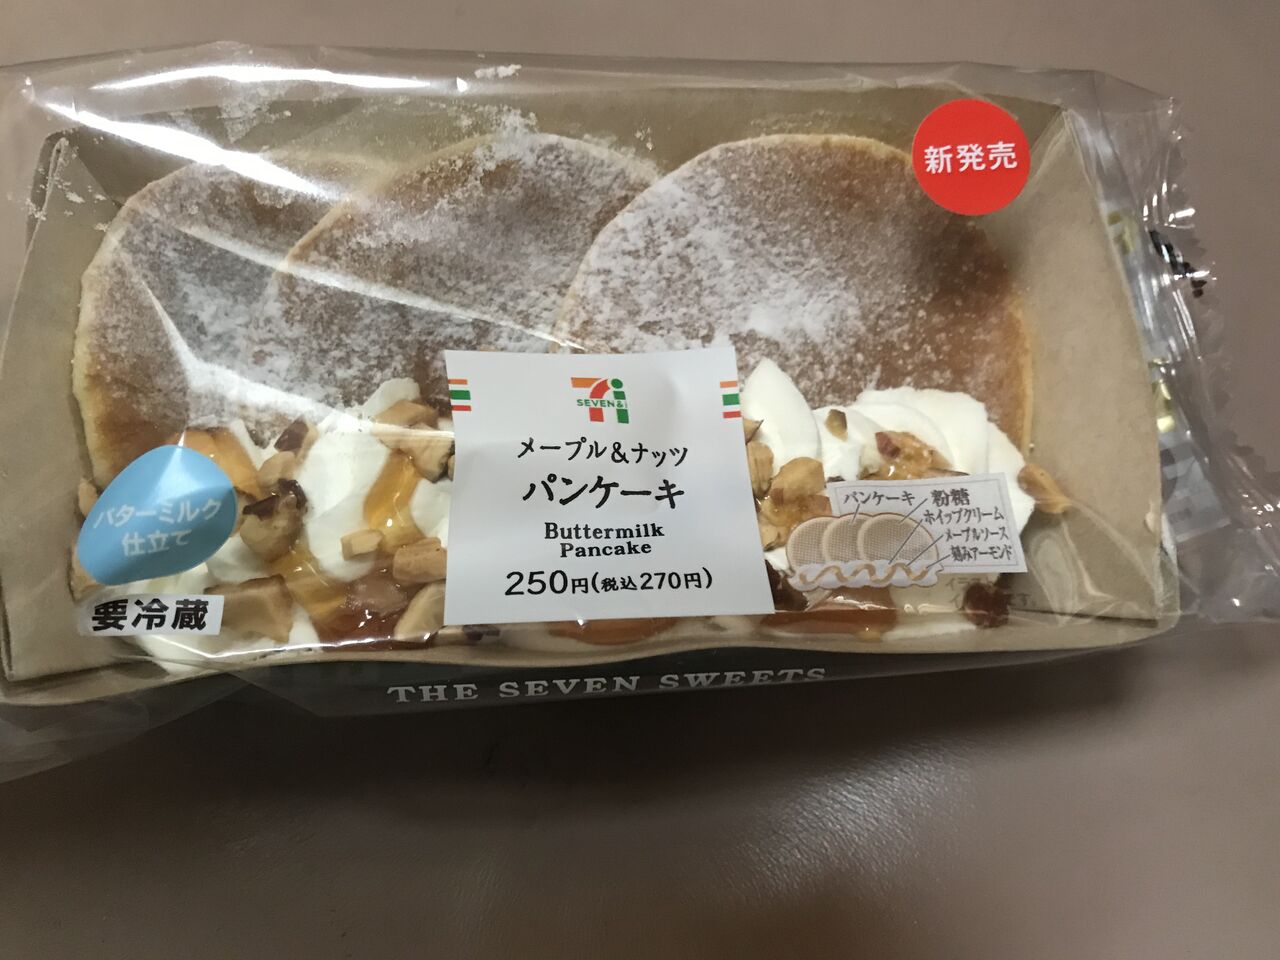 新発売
SEVEN&i
メープル&ナッツ
パンケーキ
Buttermilk
Pancake
250円(税込270円)
バターミルク
仕立て
要冷蔵
パンケーキ
粉糖
ホイップクリーム
メープルソース
刻みアーモンド
THE SEVEN SWEETS